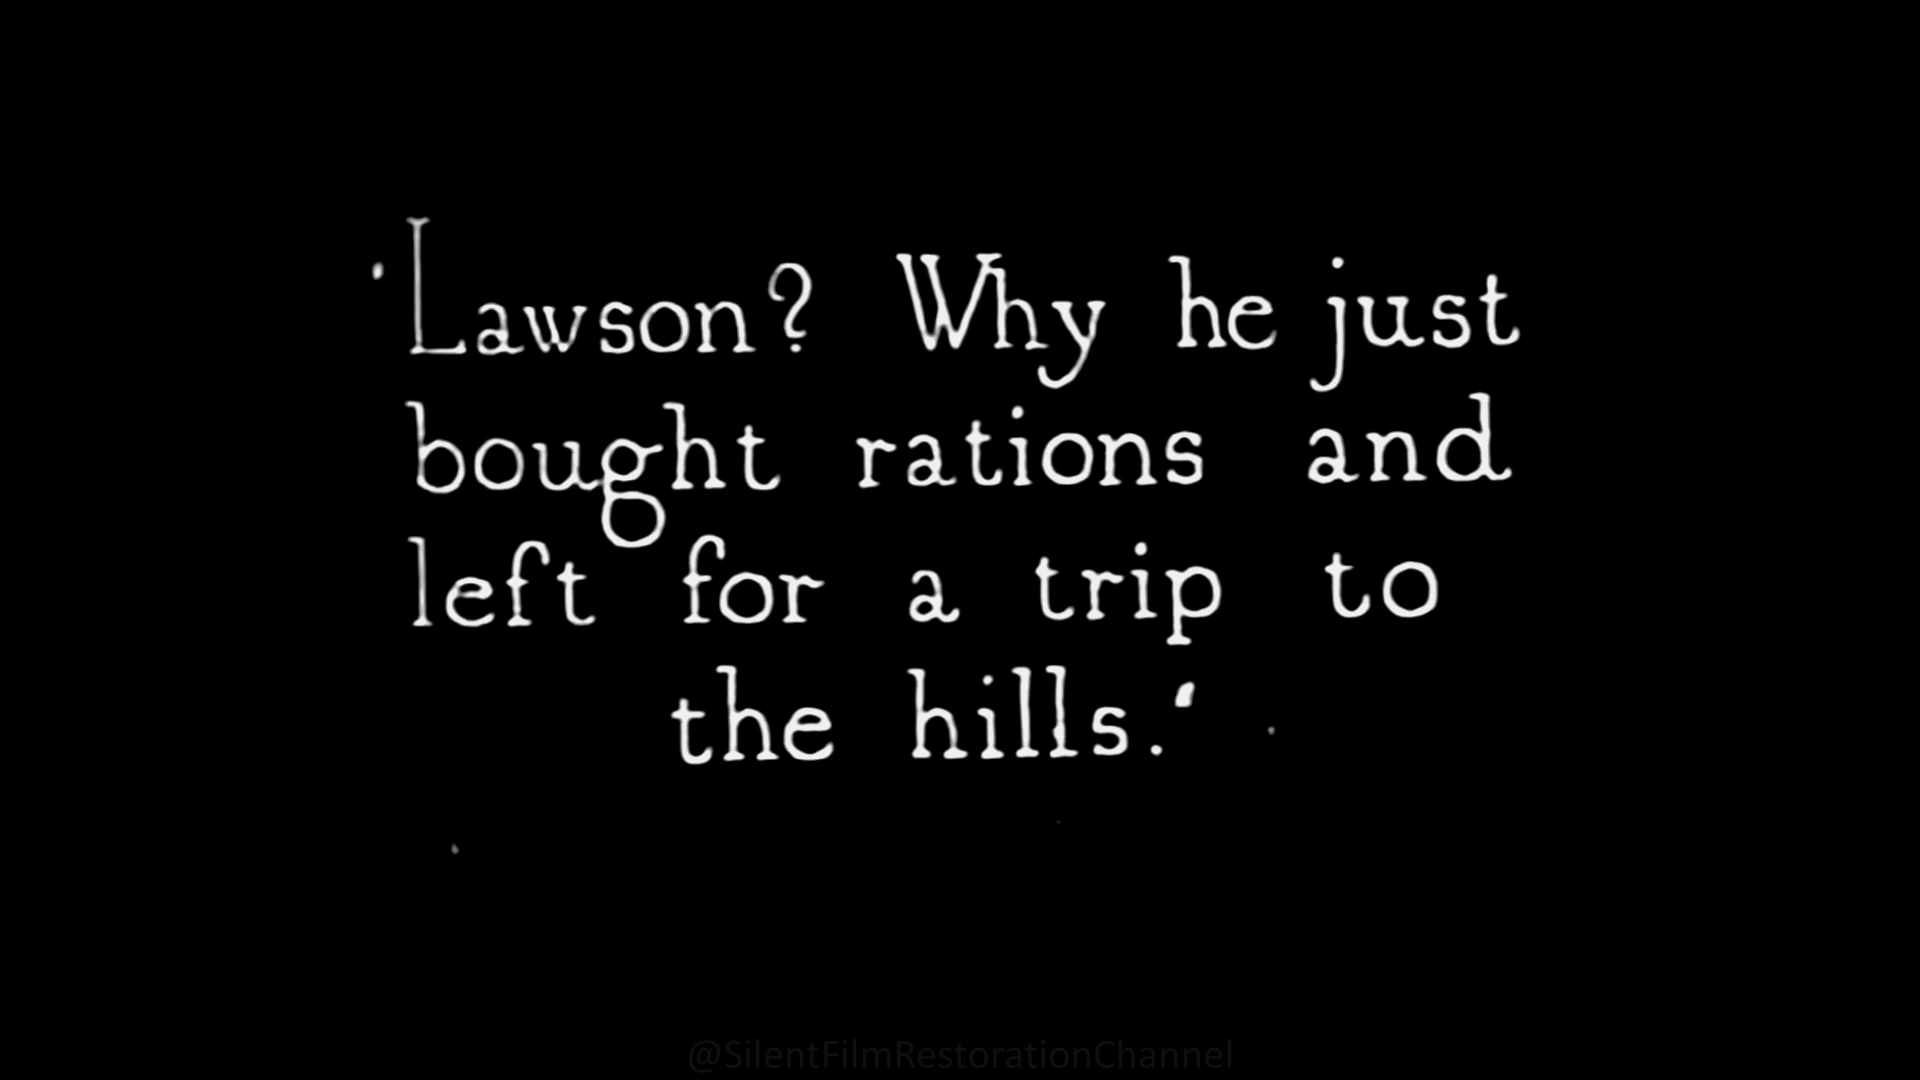 'Lawson? Why he just
bought rations and
left for a trip to
the hills.'
@SilentFilmRestorationChannel